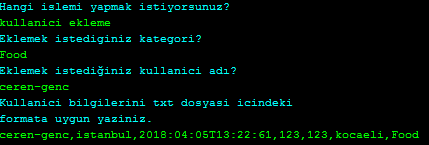 Hangi islemi yapmak istiyorsunuz?
kullanici ekleme
Eklemek istediginiz kategori?
Food
Eklemek istediğiniz kullanici adı?
ceren-genc
Kullanici bilgilerini txt dosyasi icindeki
formata uygun yaziniz.
ceren-genc,istanbul,2018:04:05T13:22:61,123,123,kocaeli,Food